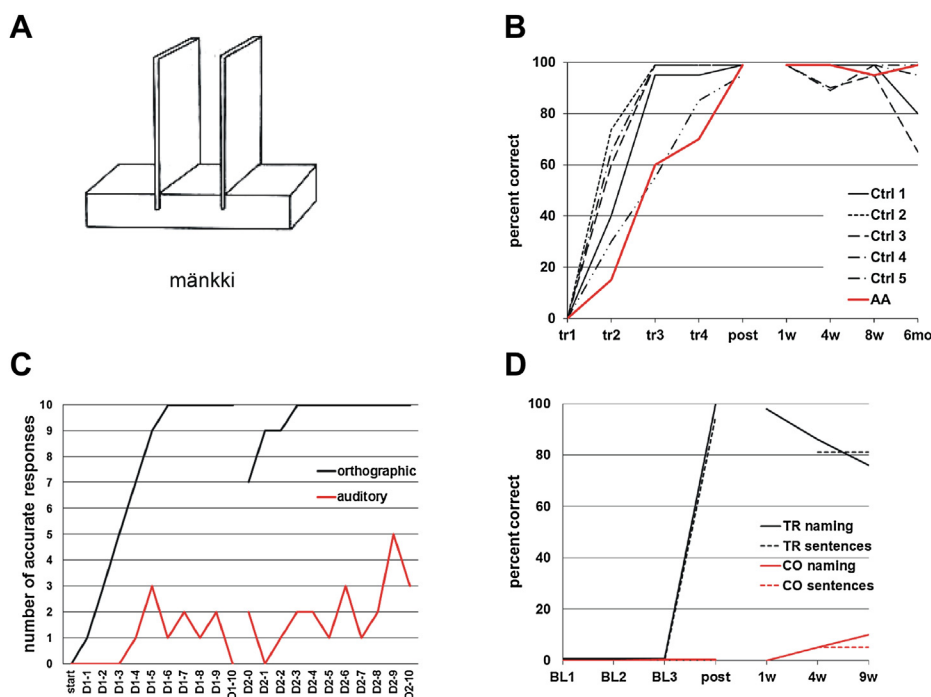 A
mänkki
B
percent correct
100
80
60
40
20
0
tr1 tr2 tr3 tr4 post 1w 4w 8w 6mo
Ctrl 1
Ctrl 2
Ctrl 3
Ctrl 4
Ctrl 5
AA
C
number of accurate responses
10
9
8
7
6
5
4
3
2
1
0
start D1-1 D1-2 D1-3 D1-4 D1-5 D1-6 D1-7 D1-8 D1-9 D1-10 D2-0 D2-1 D2-2 D2-3 D2-4 D2-5 D2-6 D2-7 D2-8 D2-9 D2-10
orthographic
auditory
D
percent correct
100
80
60
40
20
0
BL1 BL2 BL3 post 1w 4w 9w
TR naming
TR sentences
CO naming
CO sentences